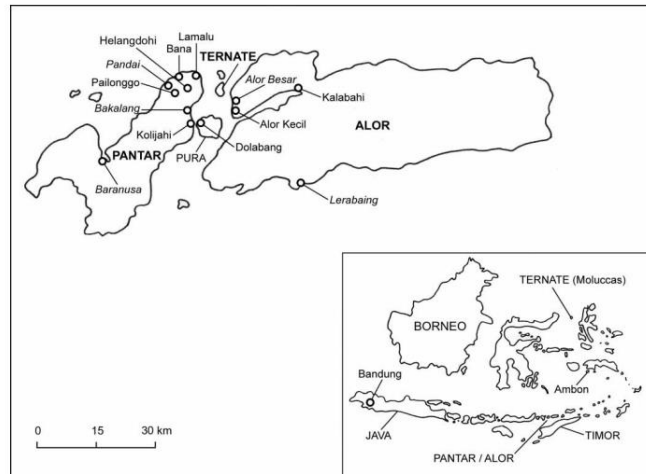 Lamalu
Helangdohi
Bana
TERNATE
Pandai
Pailonggo
Alor Besar
Kalabahi
Bakalang
Alor Kecil
ALOR
Kolijahi
PANTAR
PURA
Dolabang
Baranusa
Lerabaing
TERNATE (Moluccas)
BORNEO
Bandung
Ambon
JAVA
TIMOR
PANTAR / ALOR
0 15 30 km